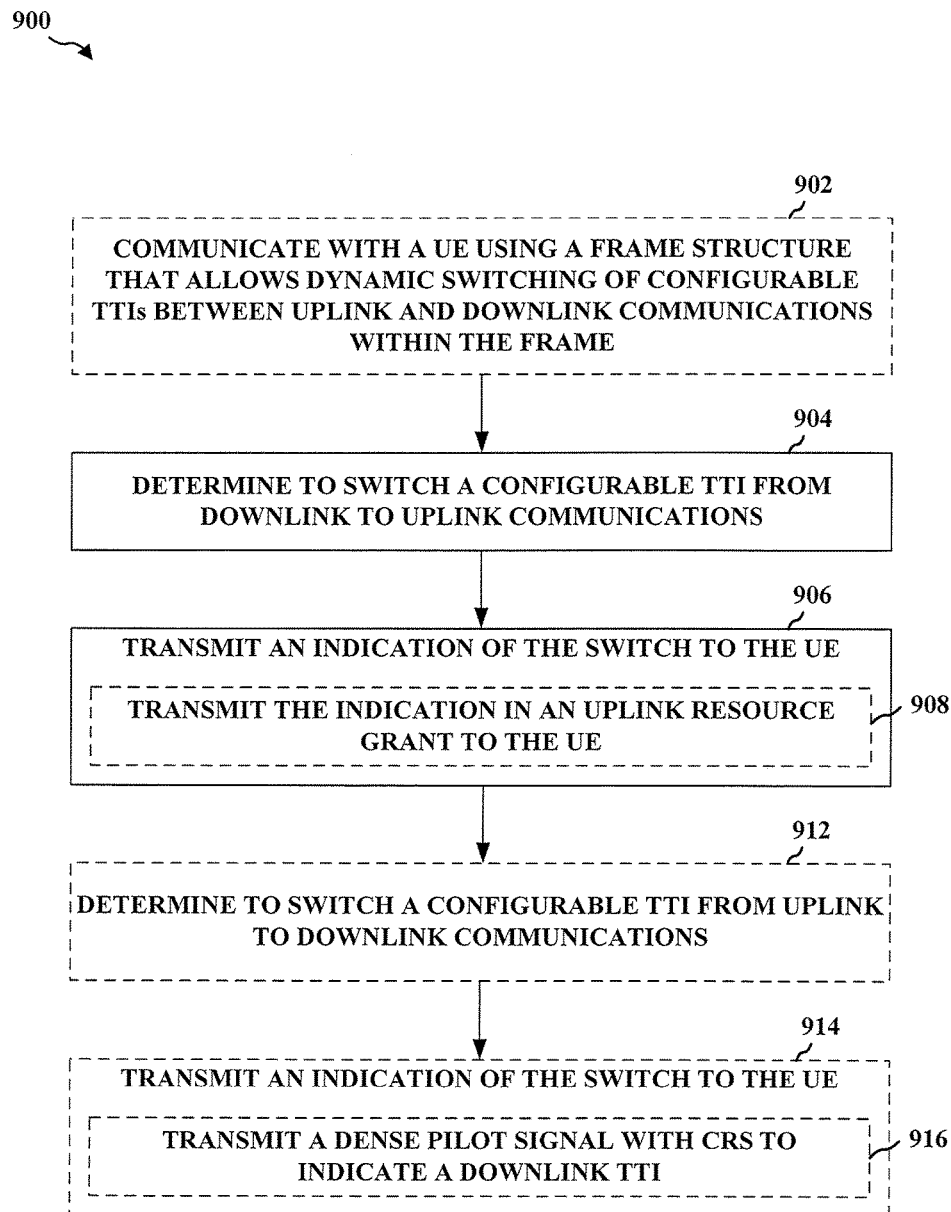 900
902
COMMUNICATE WITH A UE USING A FRAME STRUCTURE
THAT ALLOWS DYNAMIC SWITCHING OF CONFIGURABLE
TTIs BETWEEN UPLINK AND DOWNLINK COMMUNICATIONS
WITHIN THE FRAME
904
DETERMINE TO SWITCH A CONFIGURABLE TTI FROM
DOWNLINK TO UPLINK COMMUNICATIONS
906
TRANSMIT AN INDICATION OF THE SWITCH TO THE UE
TRANSMIT THE INDICATION IN AN UPLINK RESOURCE
GRANT TO THE UE
908
912
DETERMINE TO SWITCH A CONFIGURABLE TTI FROM UPLINK
TO DOWNLINK COMMUNICATIONS
914
TRANSMIT AN INDICATION OF THE SWITCH TO THE UE
TRANSMIT A DENSE PILOT SIGNAL WITH CRS TO
INDICATE A DOWNLINK TTI
916